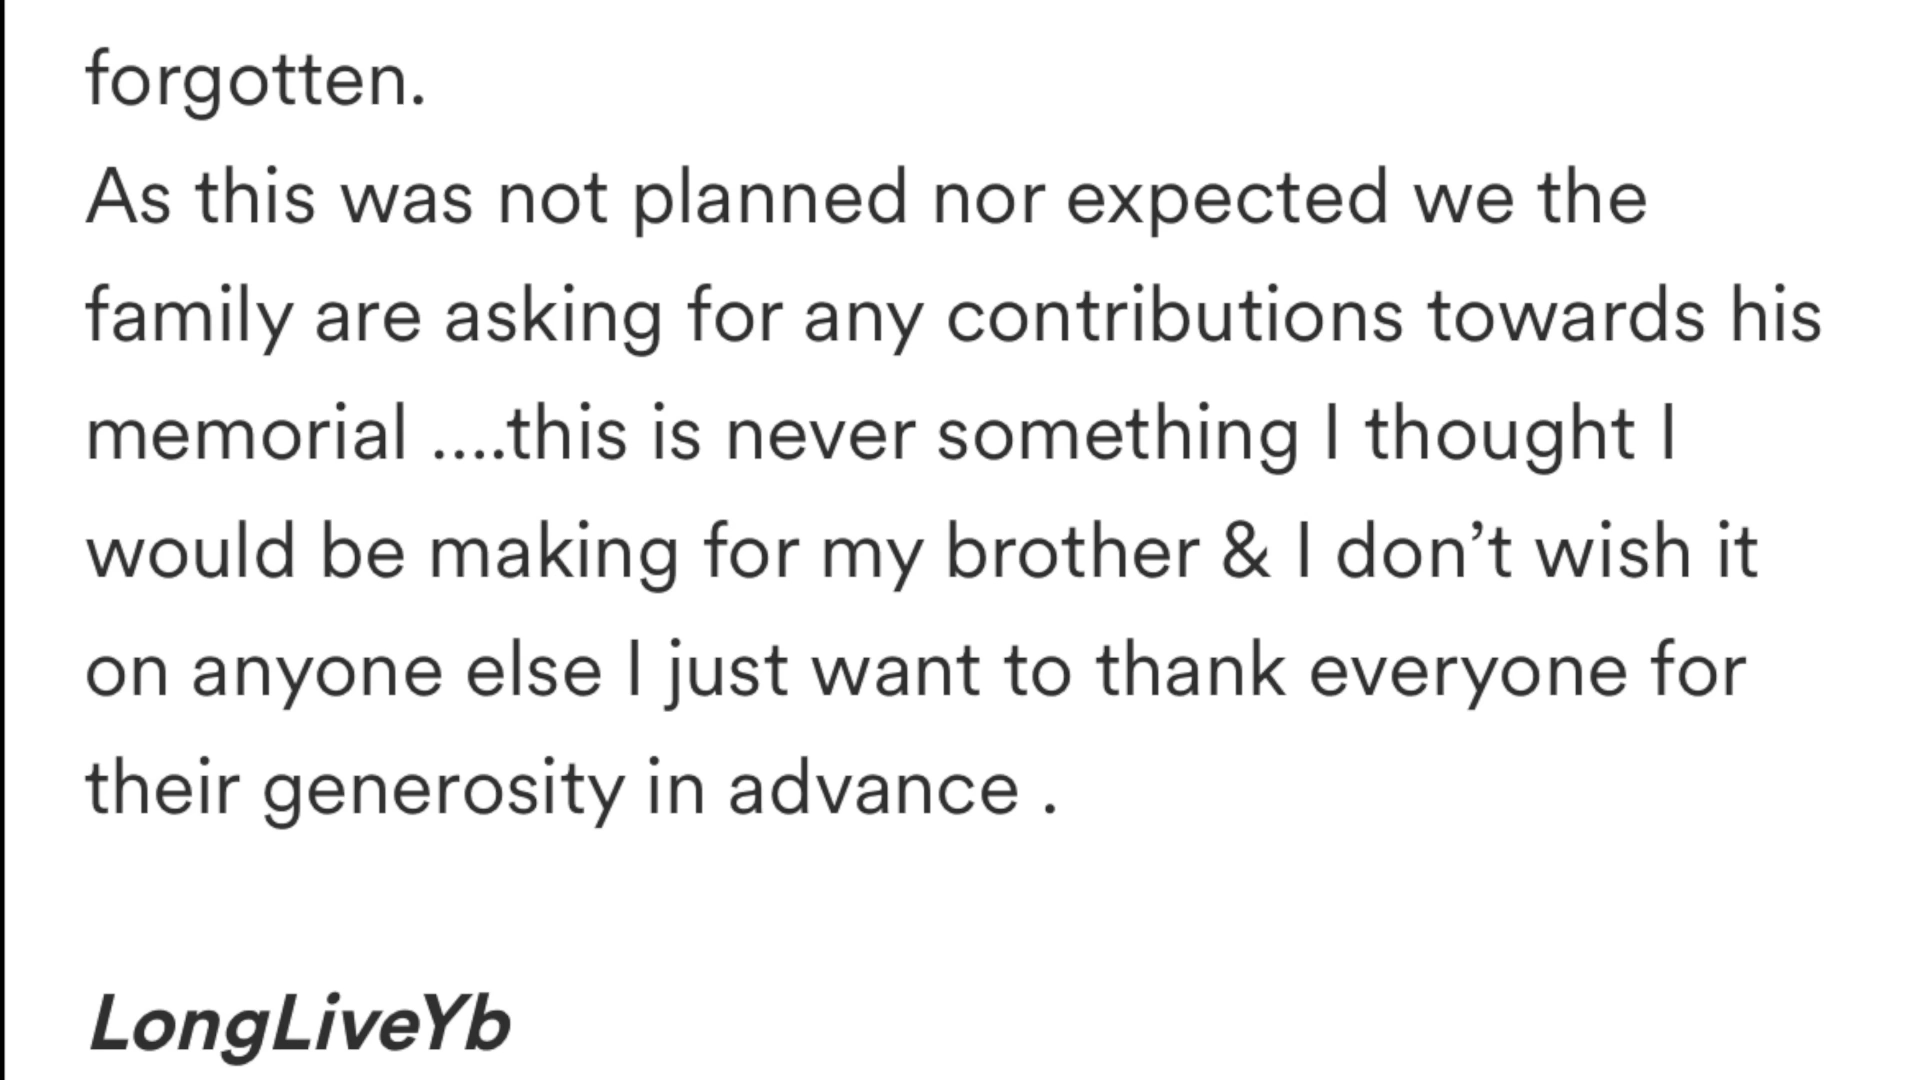 forgotten.
As this was not planned nor expected we the
family are asking for any contributions towards his
memorial ....this is never something I thought I
would be making for my brother & I don’t wish it
on anyone else I just want to thank everyone for
their generosity in advance .
LongLiveYb